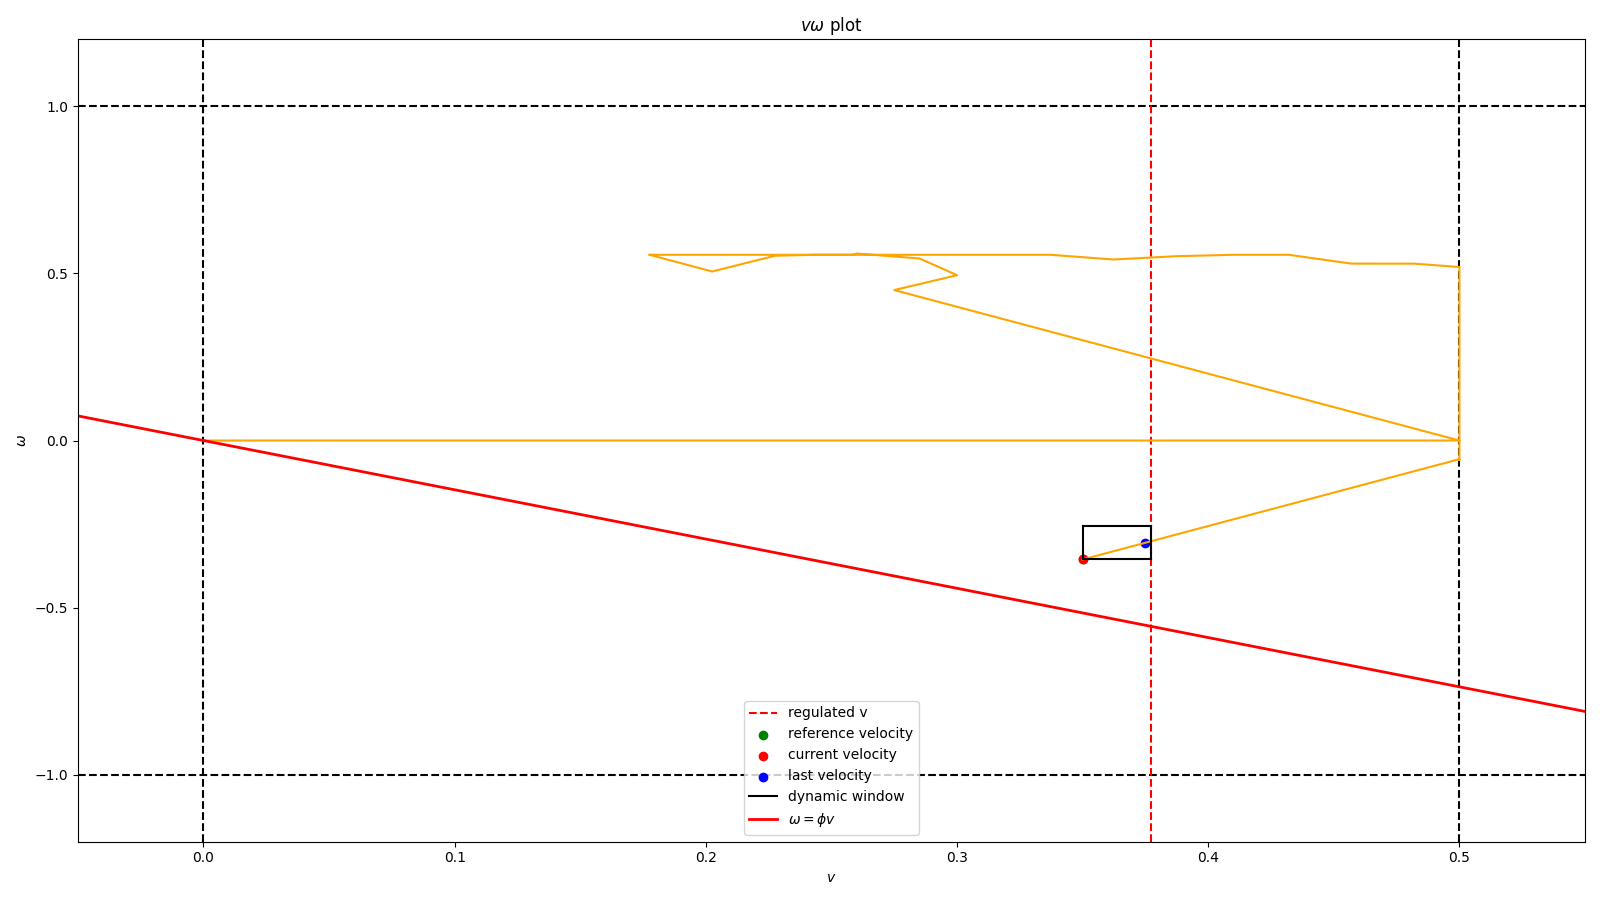 vω plot
ω
1.0
0.5
0.0
−0.5
−1.0
regulated v
reference velocity
current velocity
last velocity
dynamic window
ω = ϕv
0.0 0.1 0.2 0.3 0.4 0.5
v